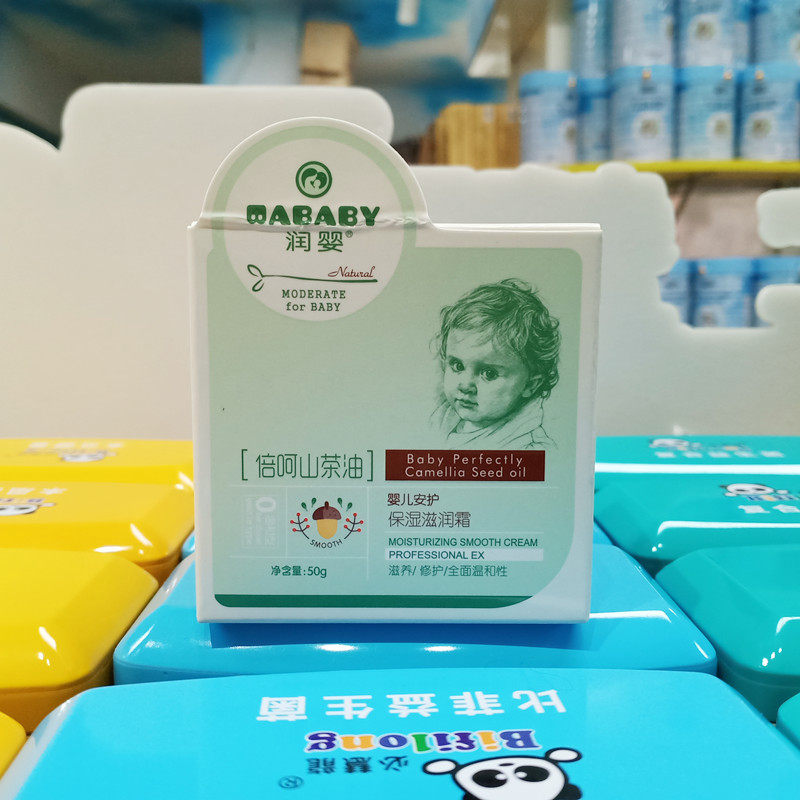 BABABY
润婴®
Natural
MODERATE
for BABY
[倍呵山茶油]
Baby Perfectly
Camellia Seed oil
婴儿安护
保湿滋润霜
MOISTURIZING SMOOTH CREAM
PROFESSIONAL EX
滋养/修护/全面温和性
SMOOTH
净含量:50g
比菲益生菌
Bifilong
必慧龍®